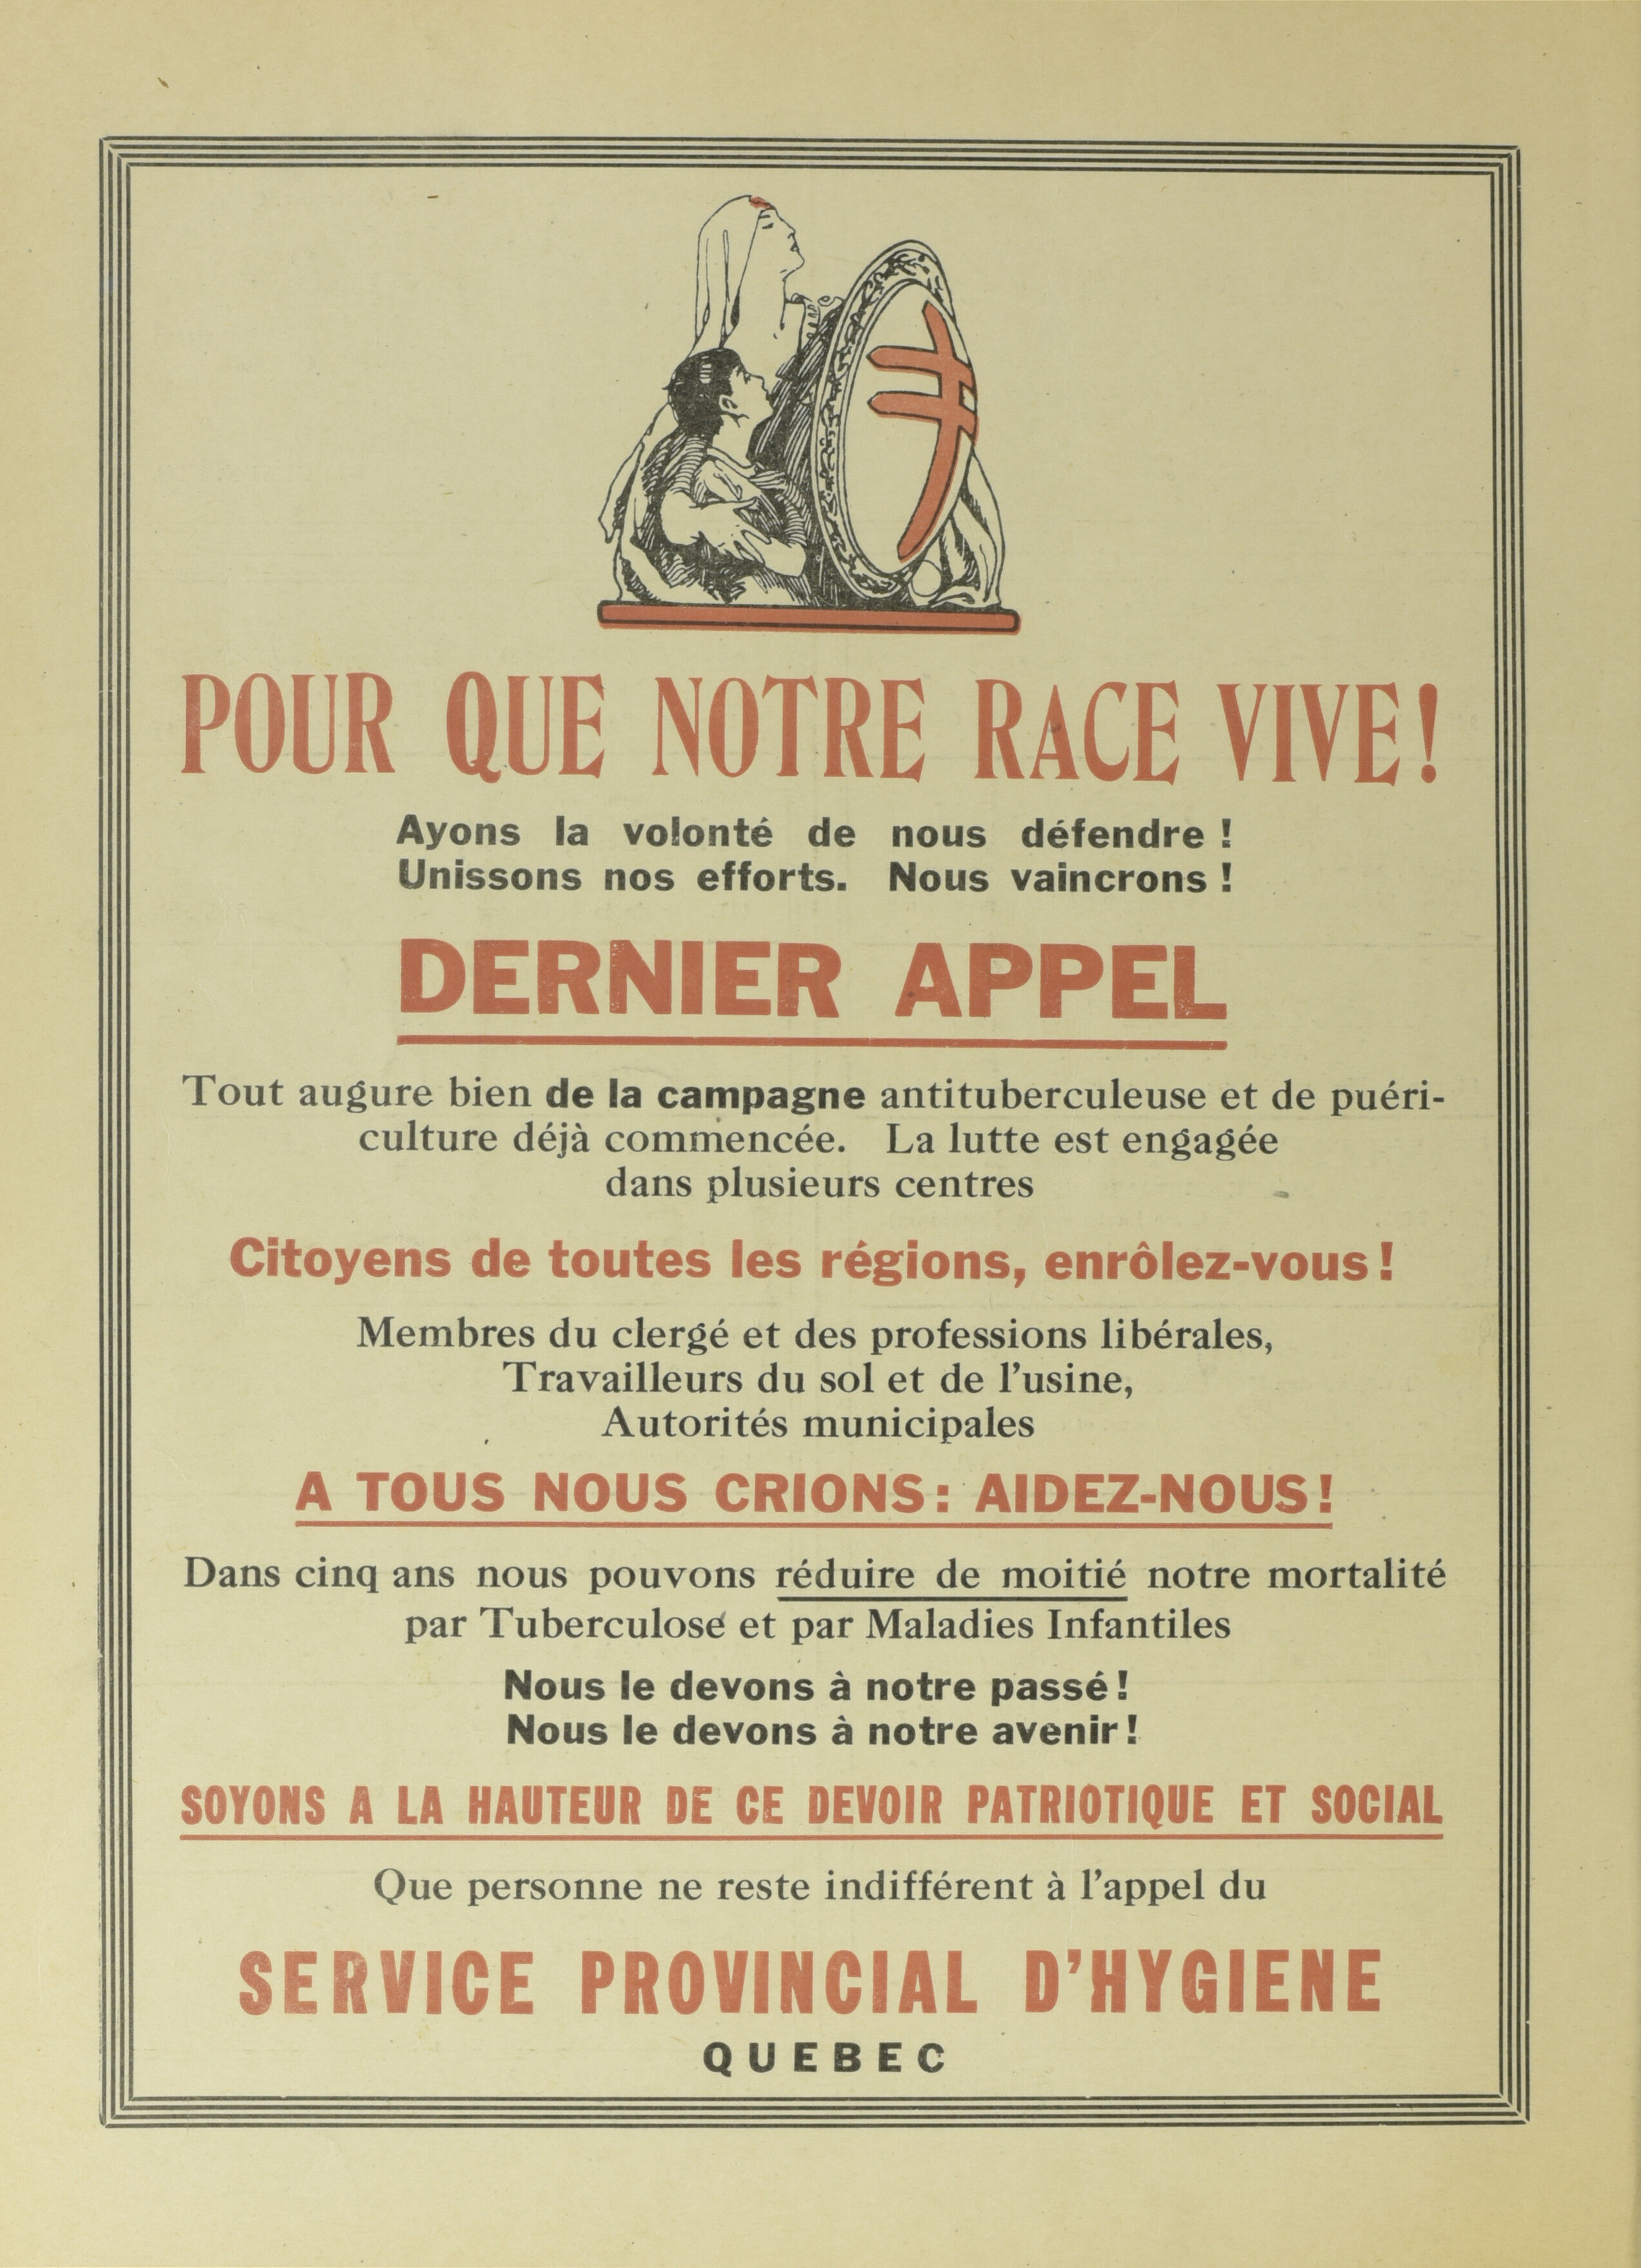 POUR QUE NOTRE RACE VIVE!
Ayons la volonté de nous défendre !
Unissons nos efforts. Nous vaincrons !
DERNIER APPEL
Tout augure bien de la campagne antituberculeuse et de puéri-
culture déjà commencée. La lutte est engagée
dans plusieurs centres
Citoyens de toutes les régions, enrôlez-vous !
Membres du clergé et des professions libérales,
Travailleurs du sol et de l'usine,
Autorités municipales
A TOUS NOUS CRIONS : AIDEZ-NOUS !
Dans cinq ans nous pouvons réduire de moitié notre mortalité
par Tuberculose et par Maladies Infantiles
Nous le devons à notre passé !
Nous le devons à notre avenir !
SOYONS A LA HAUTEUR DE CE DEVOIR PATRIOTIQUE ET SOCIAL
Que personne ne reste indifférent à l'appel du
SERVICE PROVINCIAL D'HYGIENE
QUEBEC